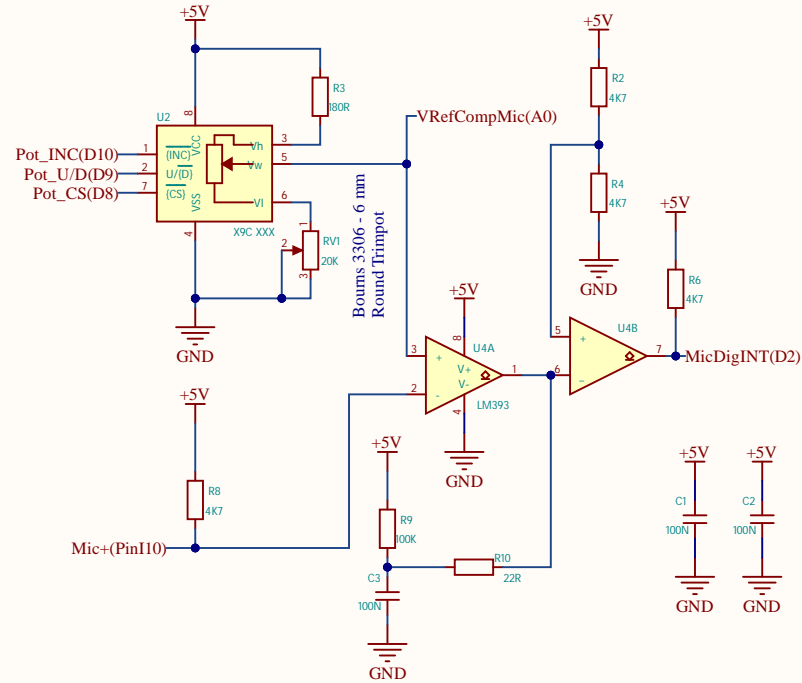 +5V
+5V
R2
4K7
R3
180R
U2
8
VCC
Vh
3
VRefCompMic(A0)
Pot_INC(D10)
1
(INC)
Vw
5
Pot_U/D(D9)
2
U/(D)
Pot_CS(D8)
7
(CS)
VSS
Vl
6
4
X9C XXX
R4
4K7
+5V
1
2
RV1
20K
3
Bourns 3306 - 6 mm
Round Trimpot
GND
R6
4K7
+5V
GND
8
U4A
3
+
V+
1
2
-
V-
LM393
4
U4B
5
+
7
MicDigINT(D2)
6
-
+5V
GND
+5V
R8
4K7
R9
100K
Mic+(PinI10)
R10
22R
C3
100N
GND
+5V
C1
100N
GND
+5V
C2
100N
GND